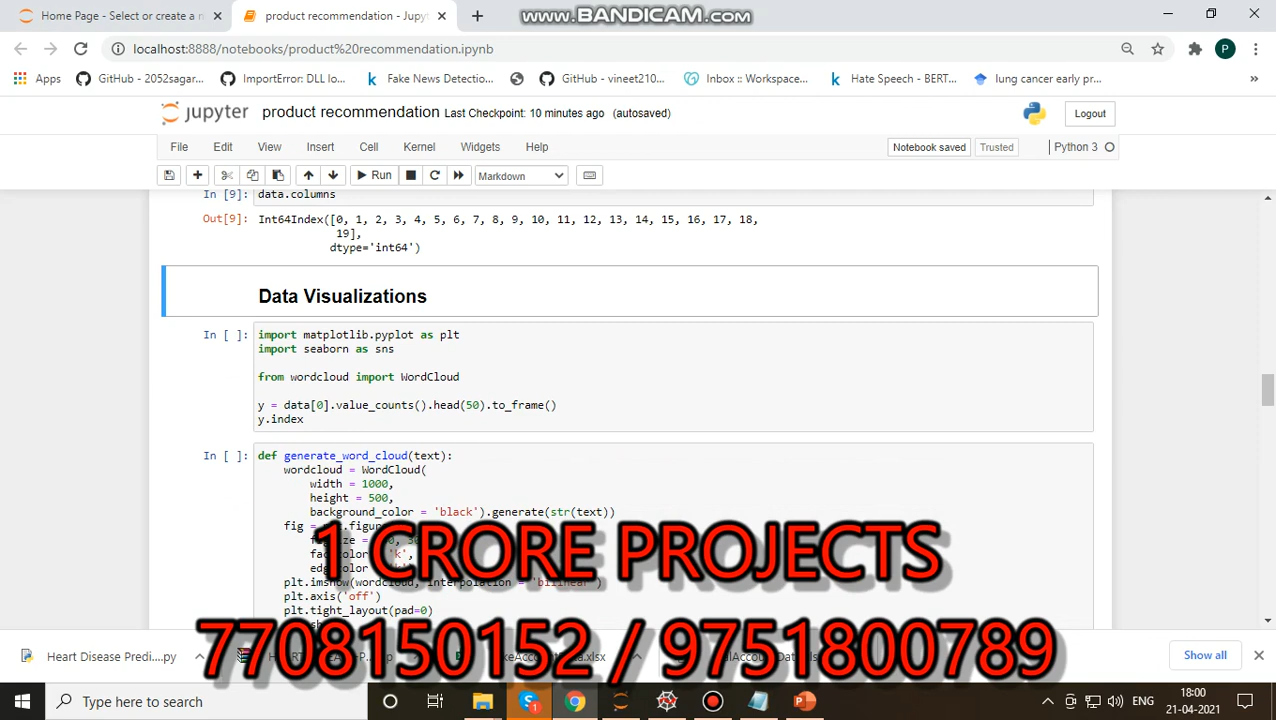 Home Page - Select or create a n
product recommendation - Jupyt
www.BANDICAM.com
localhost:8888/notebooks/product%20recommendation.ipynb
P
Apps
GitHub - 2052sagar...
ImportError: DLL lo...
Fake News Detectio...
GitHub - vineet210...
Inbox :: Workspace...
Hate Speech - BERT...
lung cancer early pr...
»
jupyter
product recommendation Last Checkpoint: 10 minutes ago (autosaved)
Logout
File Edit View Insert Cell Kernel Widgets Help
Notebook saved
Trusted
Python 3
Run
Markdown
In [9]: data.columns
Out[9]: Int64Index([0, 1, 2, 3, 4, 5, 6, 7, 8, 9, 10, 11, 12, 13, 14, 15, 16, 17, 18,
19],
dtype='int64')
Data Visualizations
In [ ]: import matplotlib.pyplot as plt
import seaborn as sns
from wordcloud import WordCloud
y = data[0].value_counts().head(50).to_frame()
y.index
In [ ]: def generate_word_cloud(text):
wordcloud = WordCloud(
width = 1000,
height = 500,
background_color = 'black').generate(str(text))
fig =
'k',
plt.imshow(wordcloud, interpolation = 'bilinear')
plt.axis('off')
plt.tight_layout(pad=0)
1 CRORE PROJECTS
7708150152 / 9751800789
Heart Disease Predi....py
Show all
Type here to search
ENG
18:00
21-04-2021